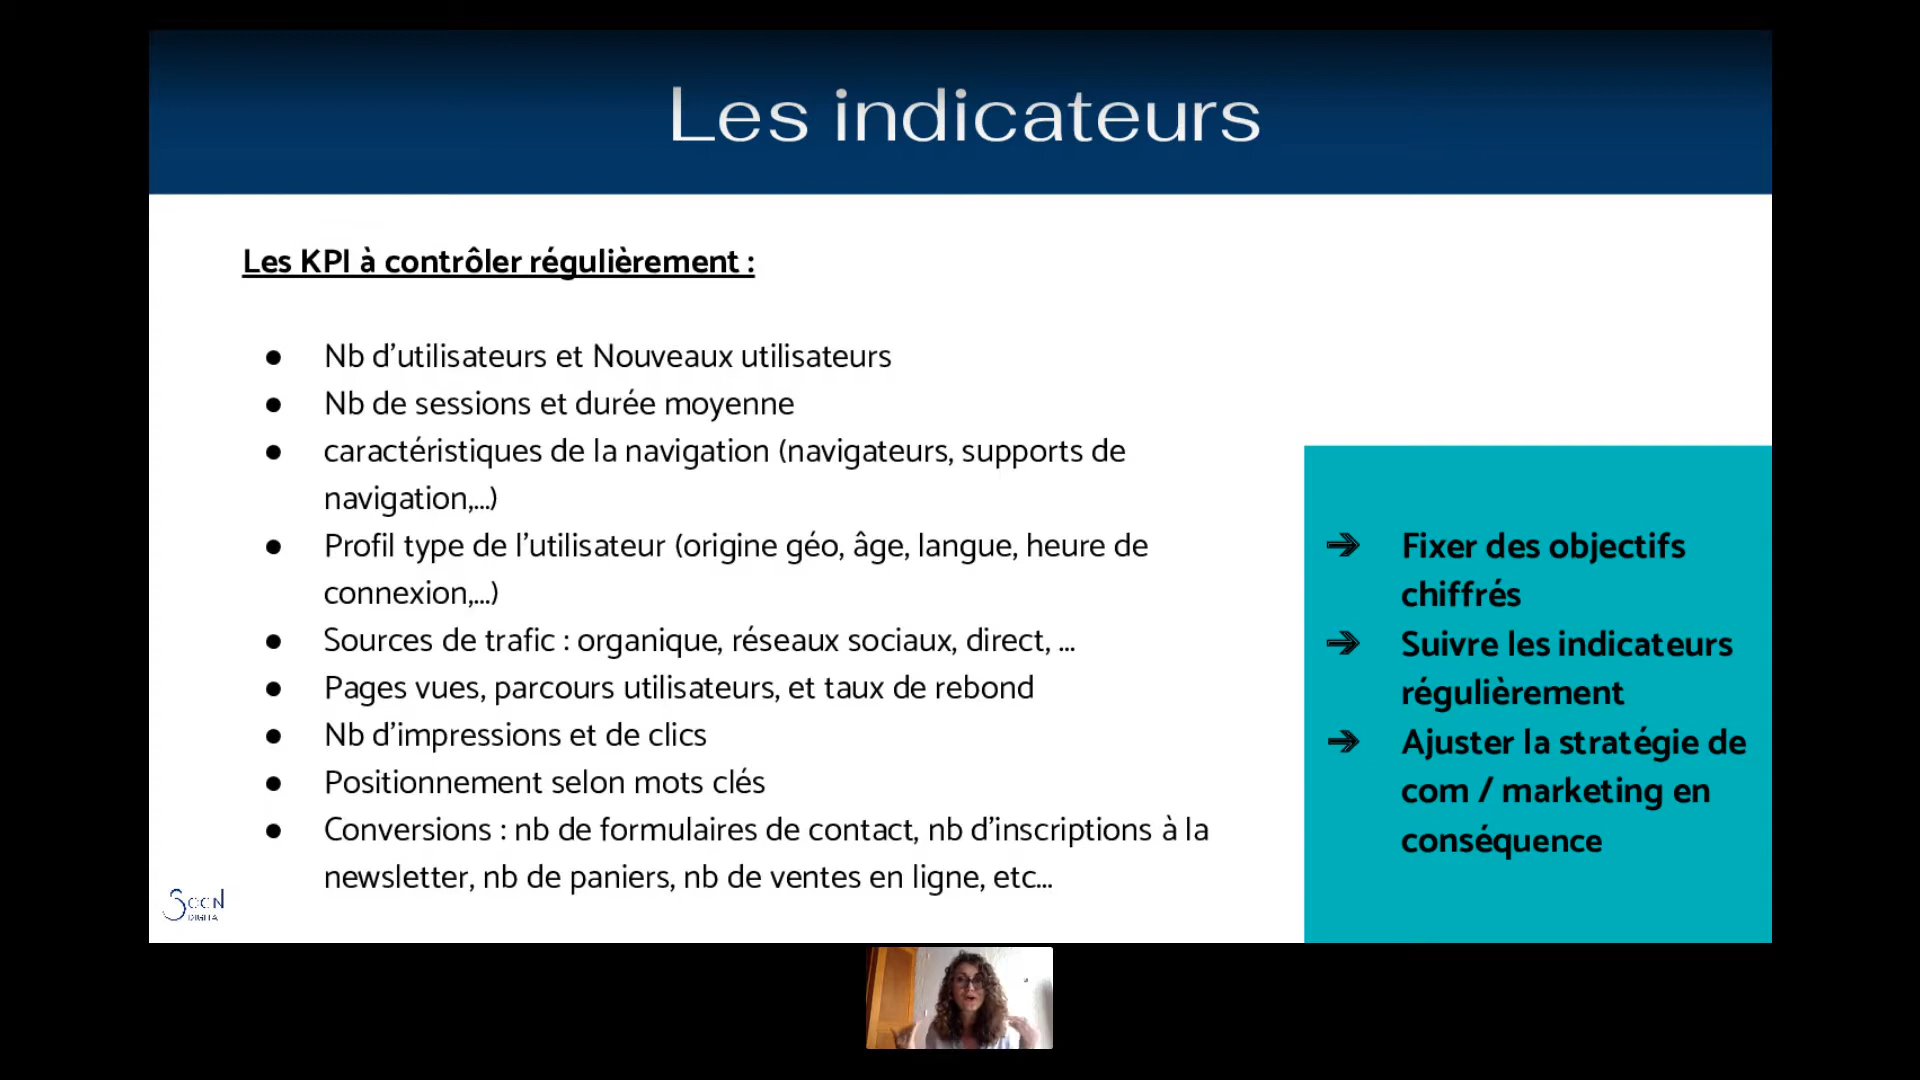 Les indicateurs
Les KPI à contrôler régulièrement :
● Nb d’utilisateurs et Nouveaux utilisateurs
● Nb de sessions et durée moyenne
● caractéristiques de la navigation (navigateurs, supports de
navigation,...)
● Profil type de l’utilisateur (origine géo, âge, langue, heure de
connexion,...)
● Sources de trafic : organique, réseaux sociaux, direct, ...
● Pages vues, parcours utilisateurs, et taux de rebond
● Nb d’impressions et de clics
● Positionnement selon mots clés
● Conversions : nb de formulaires de contact, nb d’inscriptions à la
newsletter, nb de paniers, nb de ventes en ligne, etc...
➔ Fixer des objectifs
chiffrés
➔ Suivre les indicateurs
régulièrement
➔ Ajuster la stratégie de
com / marketing en
conséquence